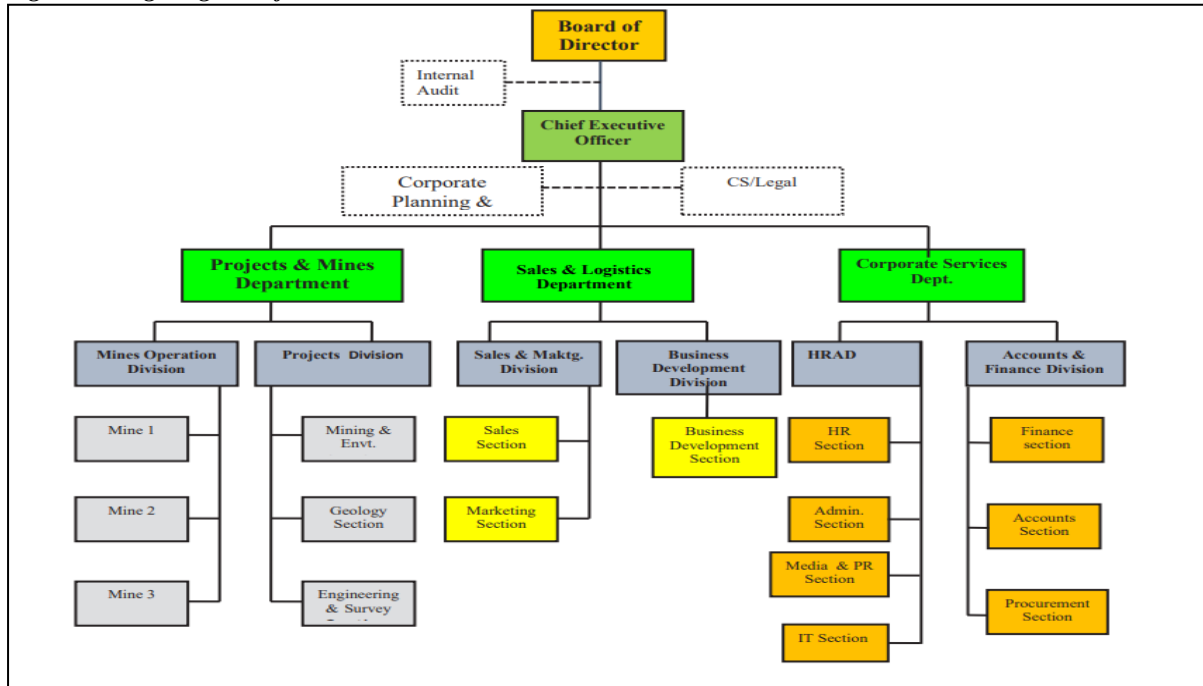 Board of
Director
Internal
Audit
Chief Executive
Officer
Corporate
Planning &
CS/Legal
Projects & Mines
Department
Sales & Logistics
Department
Corporate Services
Dept.
Mines Operation
Division
Projects Division
Sales & Maktg.
Division
Business
Development
Division
HRAD
Accounts &
Finance Division
Mine 1
Mining &
Envt.
Sales
Section
Business
Development
Section
HR
Section
Finance
section
Mine 2
Geology
Section
Marketing
Section
Admin.
Section
Accounts
Section
Media & PR
Section
Mine 3
Engineering
& Survey
Procurement
Section
IT Section